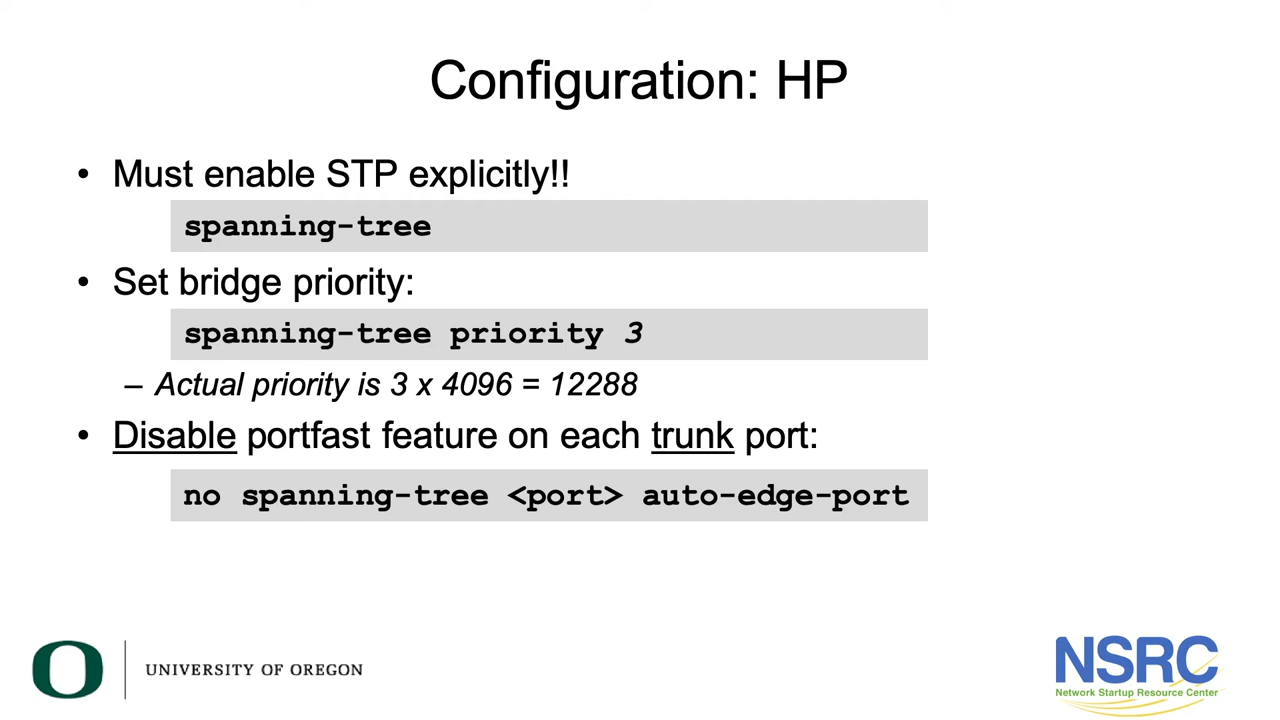 Configuration: HP
• Must enable STP explicitly!!
spanning-tree
• Set bridge priority:
spanning-tree priority 3
– Actual priority is 3 x 4096 = 12288
• Disable portfast feature on each trunk port:
no spanning-tree <port> auto-edge-port
O
UNIVERSITY OF OREGON
NSRC
Network Startup Resource Center